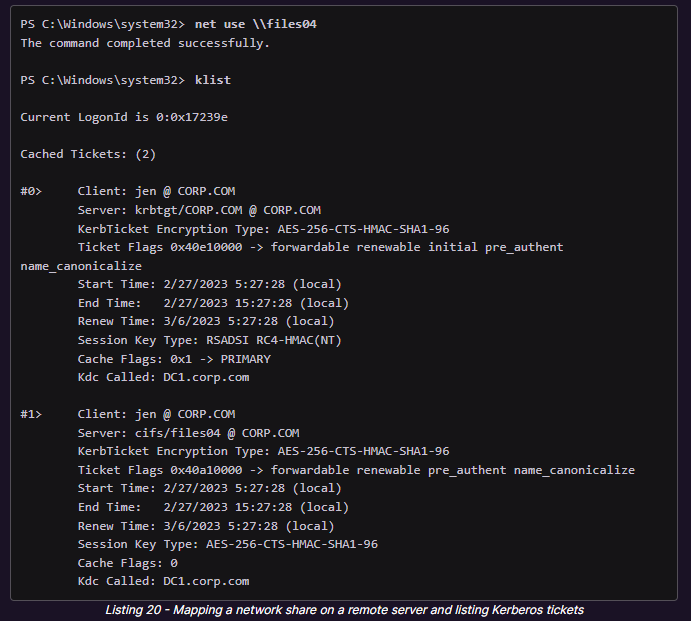 PS C:\Windows\system32> net use \\files04
The command completed successfully.
PS C:\Windows\system32> klist
Current LogonId is 0:0x17239e
Cached Tickets: (2)
#0> Client: jen @ CORP.COM
Server: krbtgt/CORP.COM @ CORP.COM
KerbTicket Encryption Type: AES-256-CTS-HMAC-SHA1-96
Ticket Flags 0x40e10000 -> forwardable renewable initial pre_authent
name_canonicalize
Start Time: 2/27/2023 5:27:28 (local)
End Time: 2/27/2023 15:27:28 (local)
Renew Time: 3/6/2023 5:27:28 (local)
Session Key Type: RSADSI RC4-HMAC(NT)
Cache Flags: 0x1 -> PRIMARY
Kdc Called: DC1.corp.com
#1> Client: jen @ CORP.COM
Server: cifs/files04 @ CORP.COM
KerbTicket Encryption Type: AES-256-CTS-HMAC-SHA1-96
Ticket Flags 0x40a10000 -> forwardable renewable pre_authent name_canonicalize
Start Time: 2/27/2023 5:27:28 (local)
End Time: 2/27/2023 15:27:28 (local)
Renew Time: 3/6/2023 5:27:28 (local)
Session Key Type: AES-256-CTS-HMAC-SHA1-96
Cache Flags: 0
Kdc Called: DC1.corp.com
Listing 20 - Mapping a network share on a remote server and listing Kerberos tickets